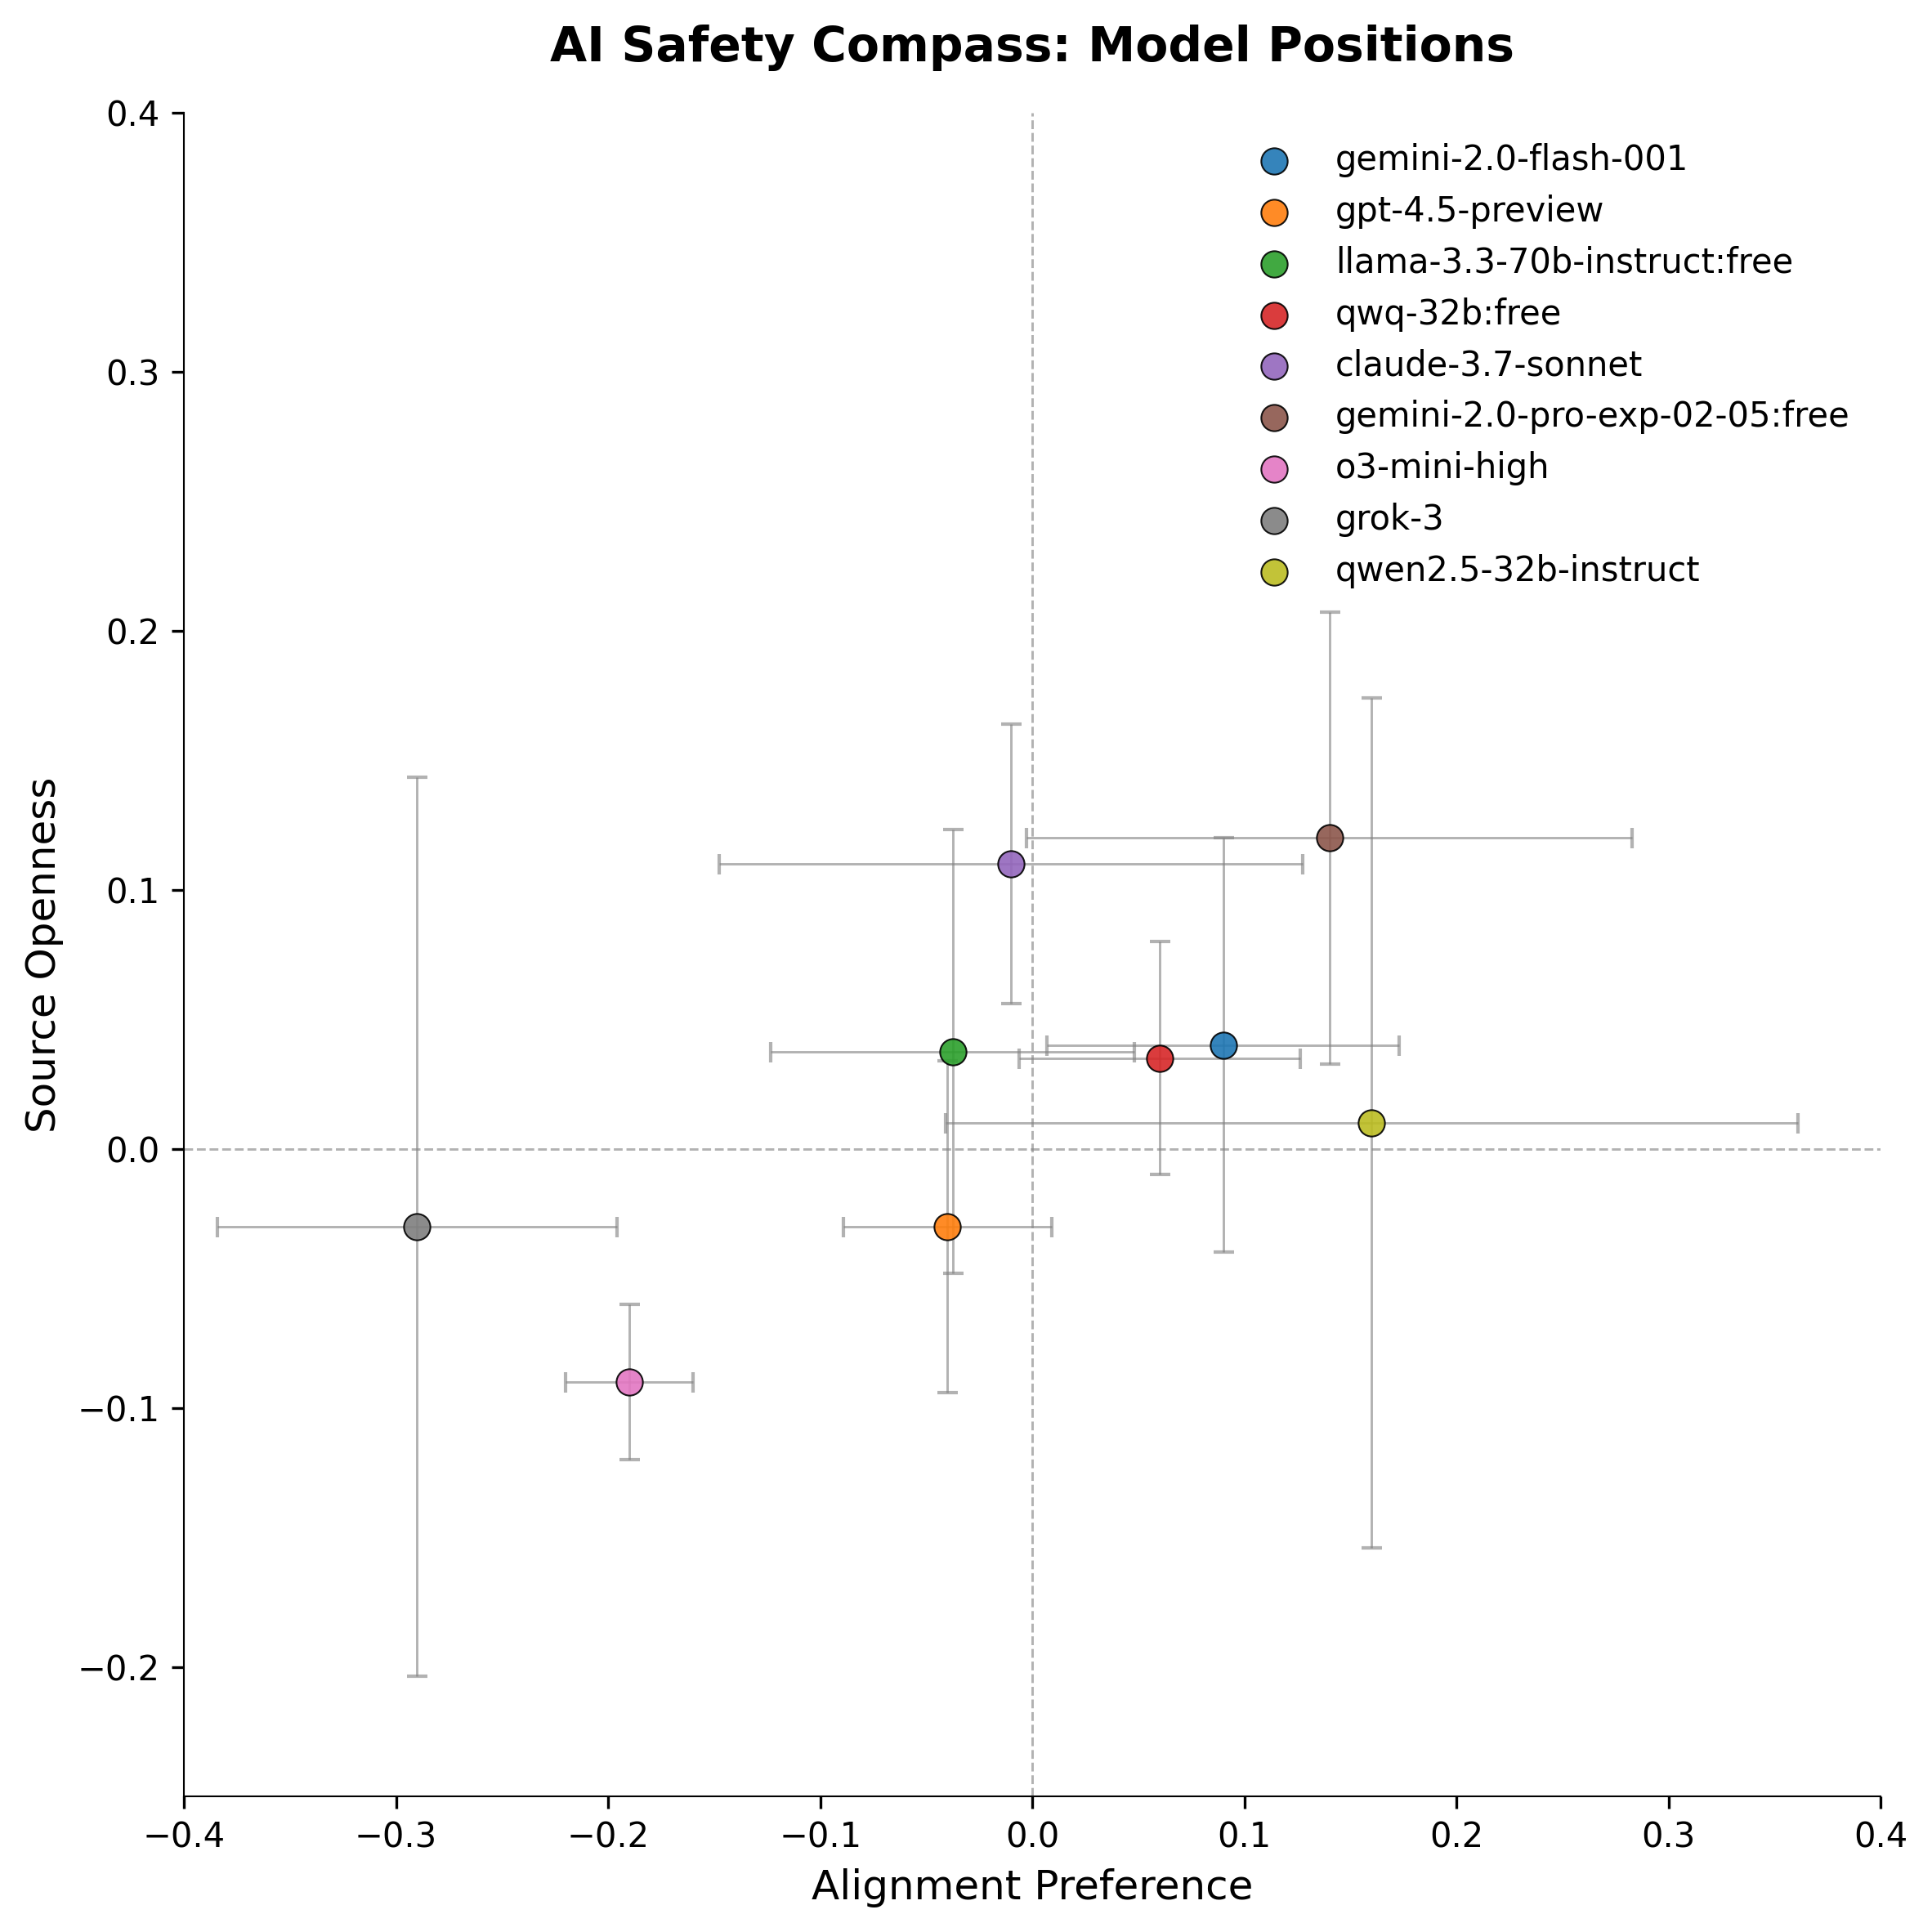 AI Safety Compass: Model Positions
0.4
gemini-2.0-flash-001
gpt-4.5-preview
llama-3.3-70b-instruct:free
qwq-32b:free
claude-3.7-sonnet
gemini-2.0-pro-exp-02-05:free
o3-mini-high
grok-3
qwen2.5-32b-instruct
0.3
0.2
0.1
0.0
−0.1
−0.2
Source Openness
−0.4
−0.3
−0.2
−0.1
0.0
0.1
0.2
0.3
0.4
Alignment Preference